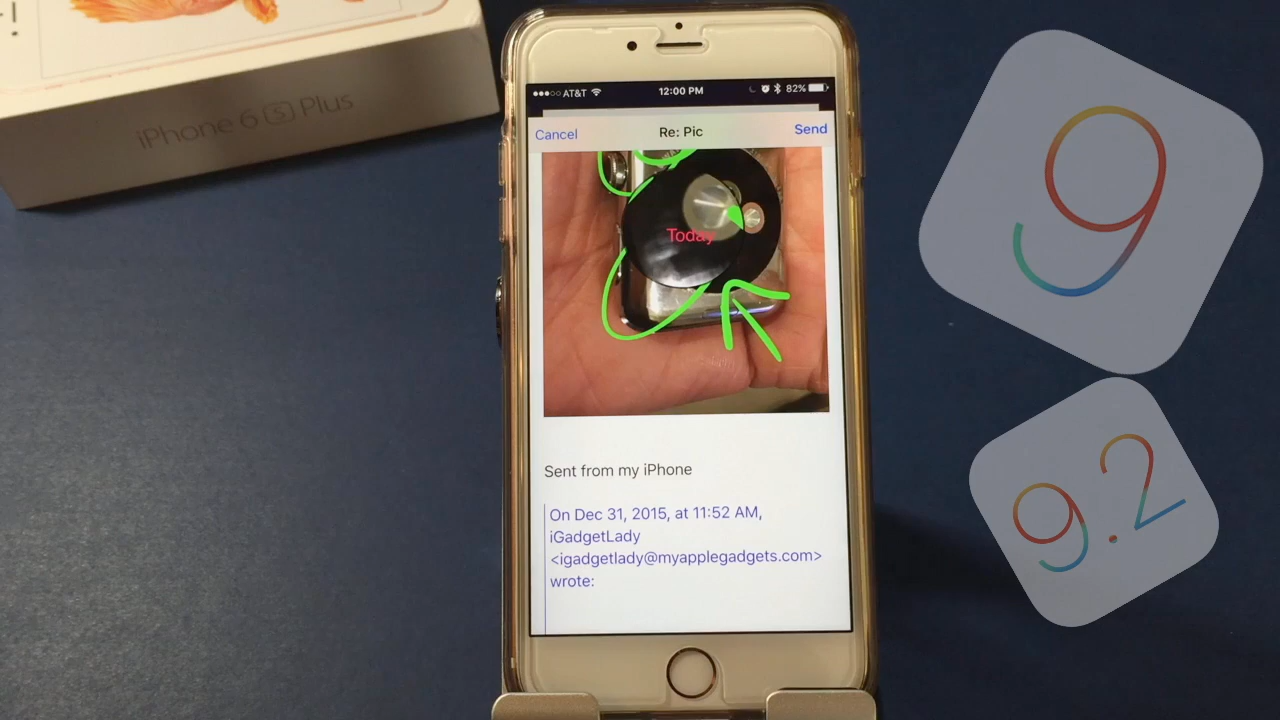 !
iPhone 6 S Plus
AT&T 12:00 PM 82%
Cancel Re: Pic Send
Today
Sent from my iPhone
On Dec 31, 2015, at 11:52 AM,
iGadgetLady
<igadgetlady@myapplegadgets.com>
wrote:
9
9.2